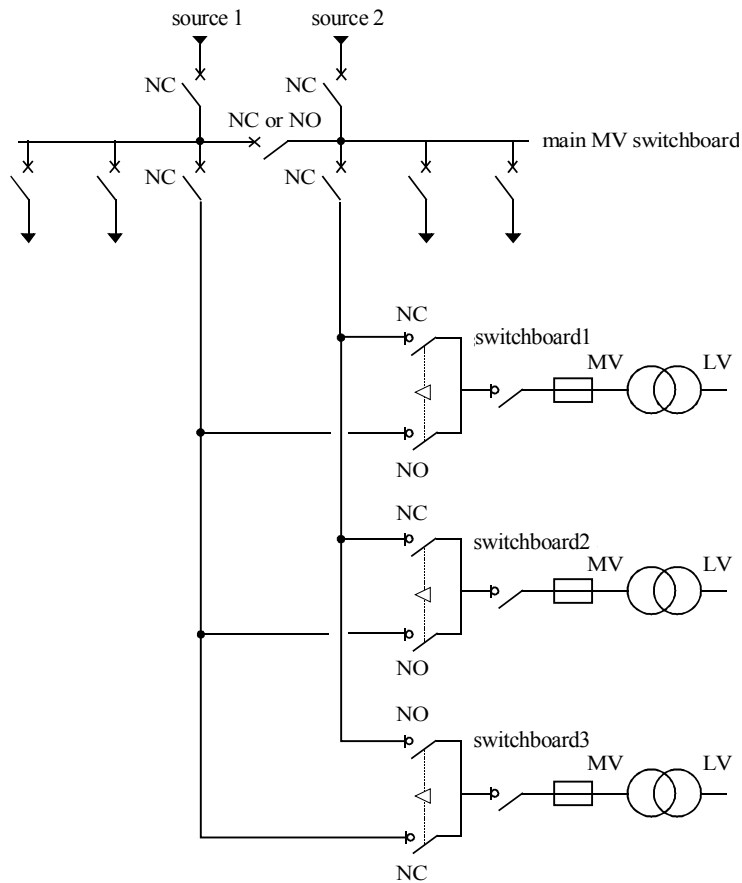 source 1
source 2
NC
NC
NC or NO
main MV switchboard
NC
NC
NC
switchboard1
MV
LV
NO
NC
switchboard2
MV
LV
NO
NO
switchboard3
MV
LV
NC